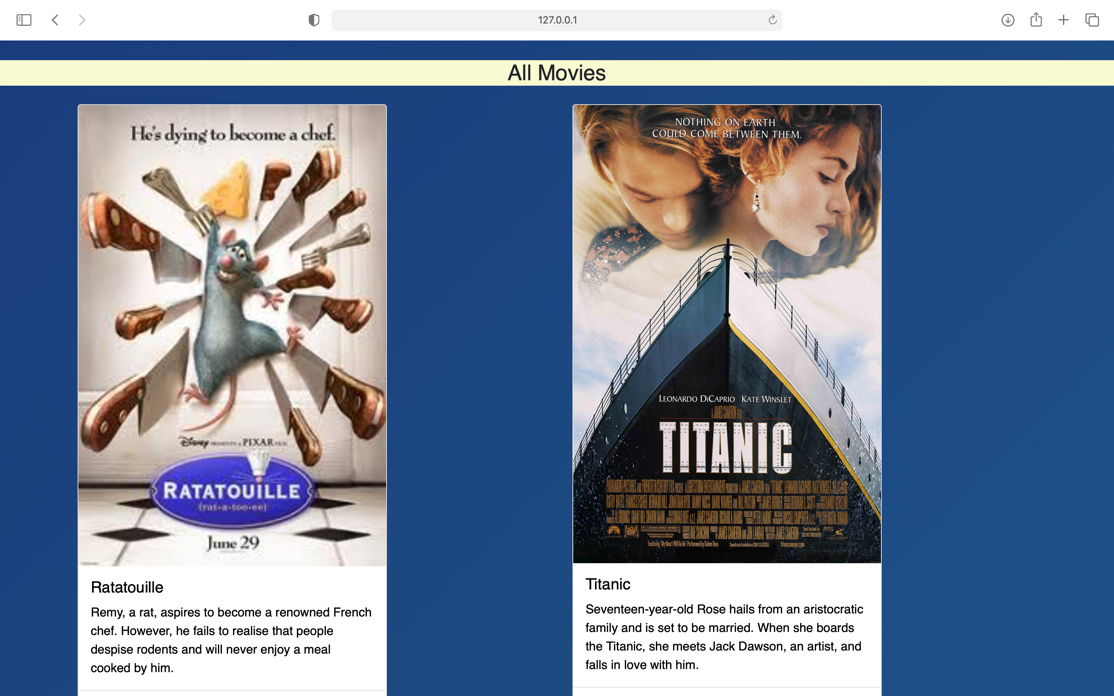 127.0.0.1
All Movies
He's dying to become a chef.
Disney PRESENTS A PIXAR FILM
RATATOUILLE
(rat•a•too•ee)
June 29
Ratatouille
Remy, a rat, aspires to become a renowned French
chef. However, he fails to realise that people
despise rodents and will never enjoy a meal
cooked by him.
NOTHING ON EARTH
COULD COME BETWEEN THEM.
LEONARDO DICAPRIO KATE WINSLET
TITANIC
Titanic
Seventeen-year-old Rose hails from an aristocratic
family and is set to be married. When she boards
the Titanic, she meets Jack Dawson, an artist, and
falls in love with him.